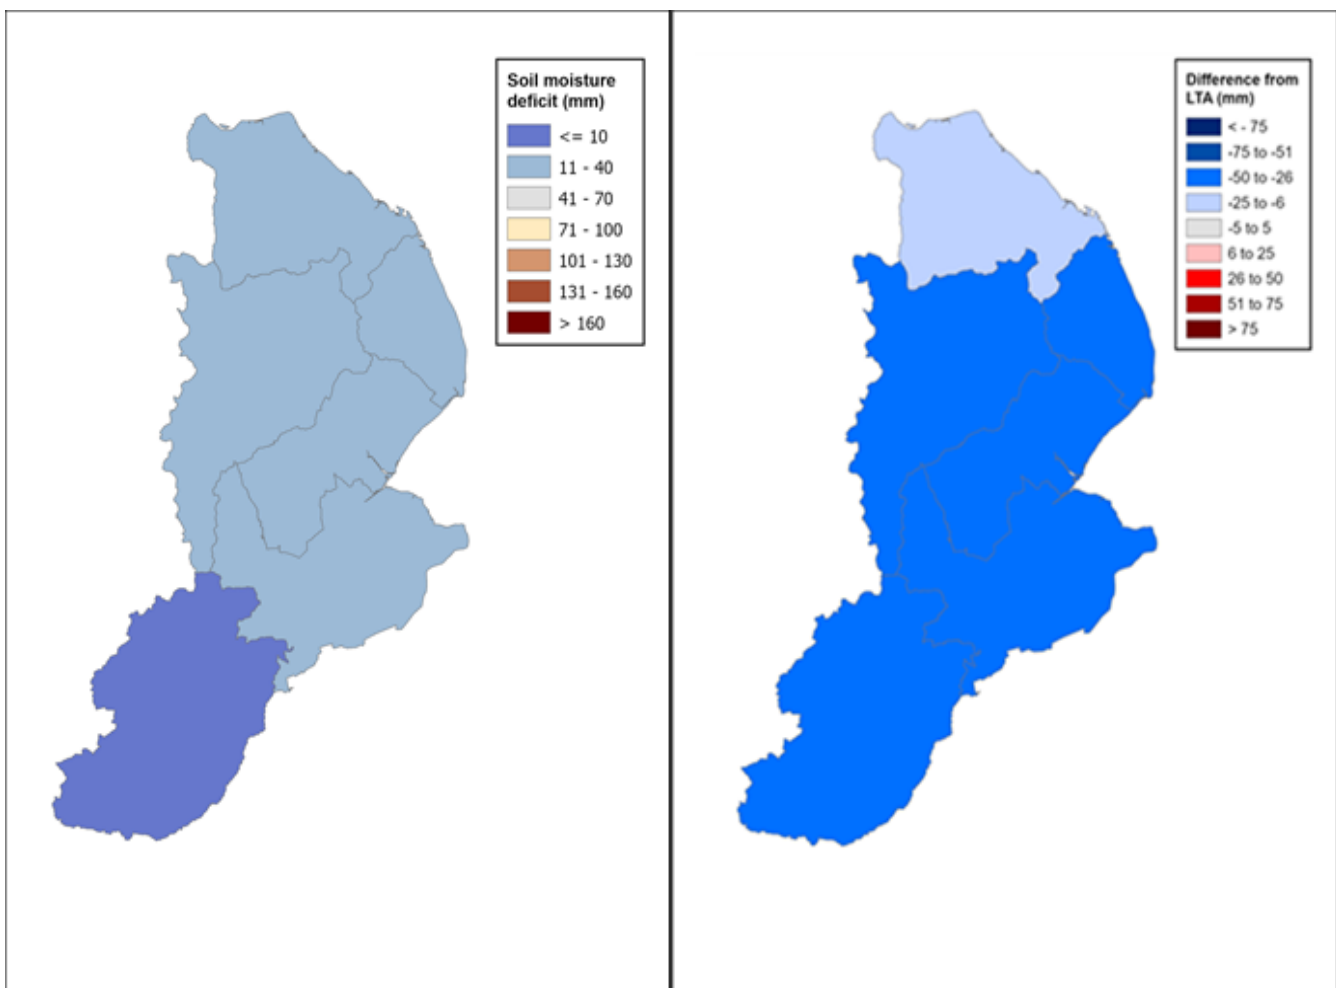 Soil moisture
deficit (mm)
<= 10
11 - 40
41 - 70
71 - 100
101 - 130
131 - 160
> 160
Difference from
LTA (mm)
< - 75
-75 to -51
-50 to -26
-25 to -6
-5 to 5
6 to 25
26 to 50
51 to 75
> 75